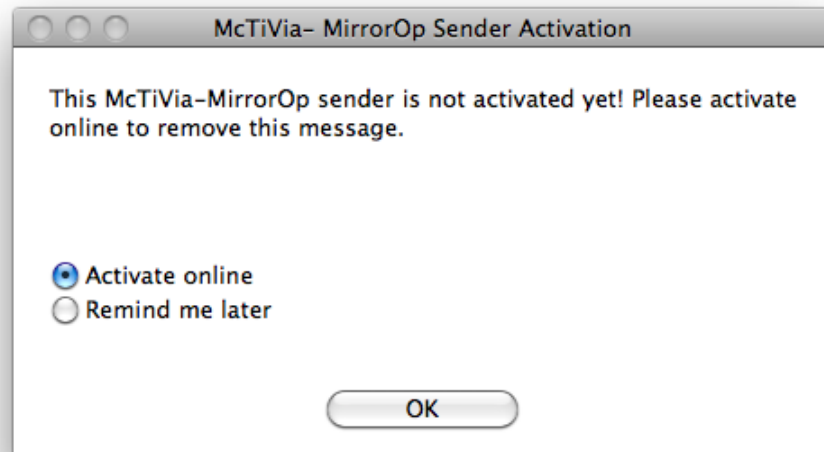 McTiVia- MirrorOp Sender Activation
This McTiVia-MirrorOp sender is not activated yet! Please activate
online to remove this message.
Activate online
Remind me later
OK